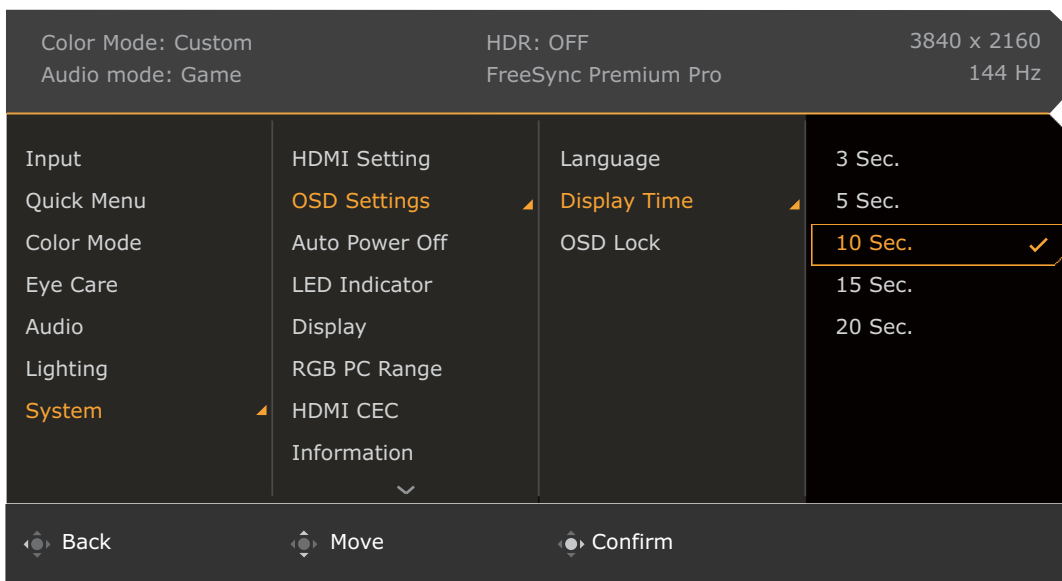 Color Mode: Custom
HDR: OFF
3840 x 2160
Audio mode: Game
FreeSync Premium Pro
144 Hz
Input
Quick Menu
Color Mode
Eye Care
Audio
Lighting
System
HDMI Setting
OSD Settings
Auto Power Off
LED Indicator
Display
RGB PC Range
HDMI CEC
Information
Language
Display Time
OSD Lock
3 Sec.
5 Sec.
10 Sec.
15 Sec.
20 Sec.
Back
Move
Confirm